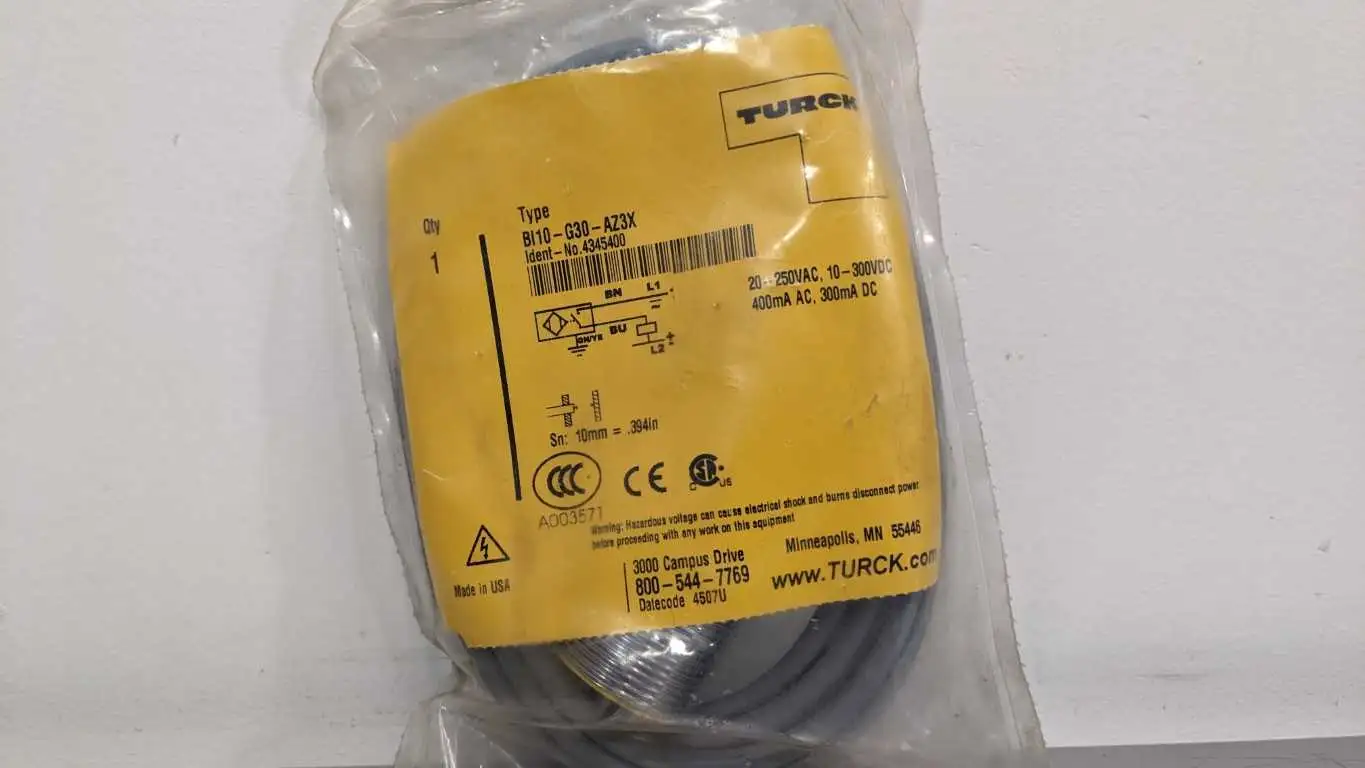 TURCK
Qty
1
Type
BI10-G30-AZ3X
Ident-No.4345400
20-250VAC, 10-300VDC
400mA AC, 300mA DC
BN L1
BU
GN/YE
L2
Sn: 10mm = .394in
CCC CE SA US
A003571
Warning: Hazardous voltage can cause electrical shock and burns disconnect power
before proceeding with any work on this equipment
Made in USA
3000 Campus Drive
Minneapolis, MN 55446
800-544-7769
www.TURCK.com
Datecode 4507U